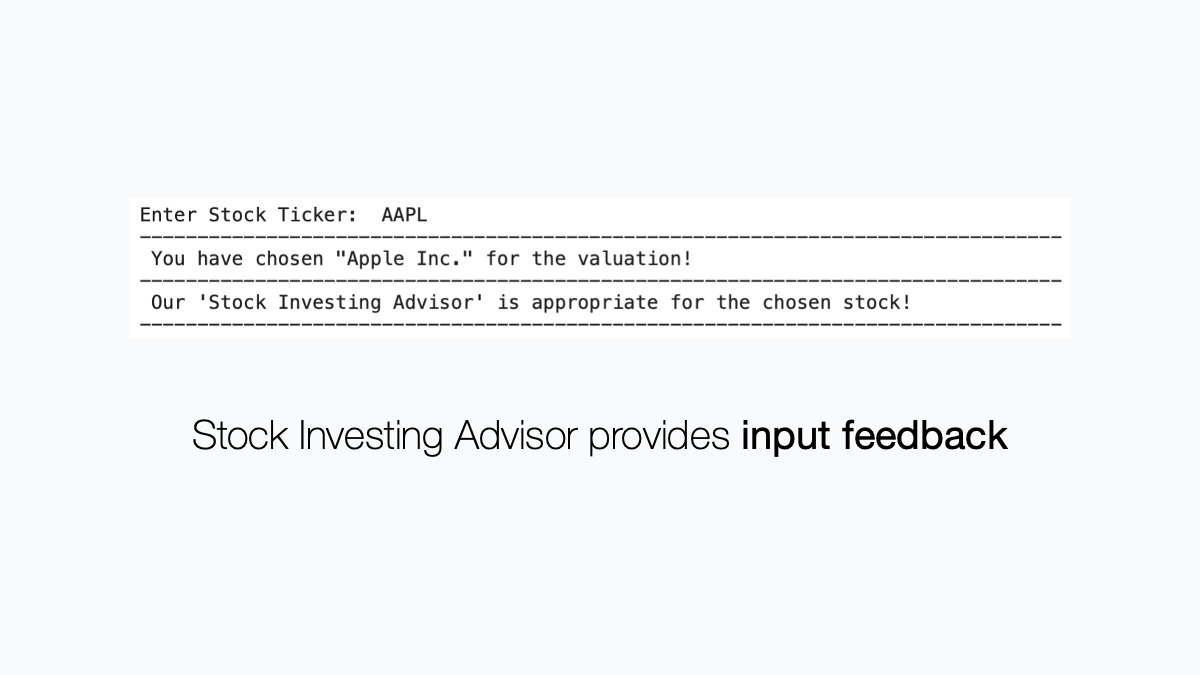 Enter Stock Ticker:  AAPL
--------------------------------------------------------------------------------
You have chosen "Apple Inc." for the valuation!
--------------------------------------------------------------------------------
Our 'Stock Investing Advisor' is appropriate for the chosen stock!
--------------------------------------------------------------------------------
Stock Investing Advisor provides input feedback